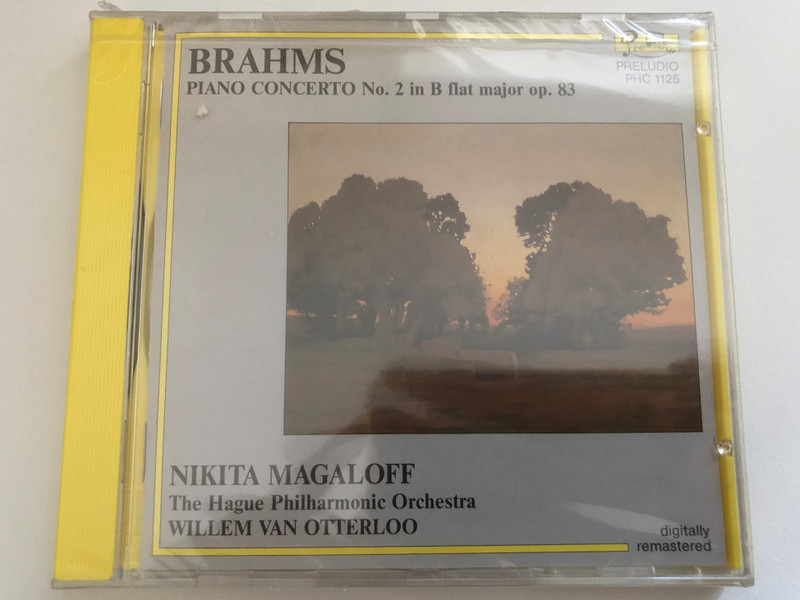 BRAHMS
PIANO CONCERTO No. 2 in B flat major op. 83
PRELUDIO
PHC 1125
NIKITA MAGALOFF
The Hague Philharmonic Orchestra
WILLEM VAN OTTERLOO
digitally
remastered